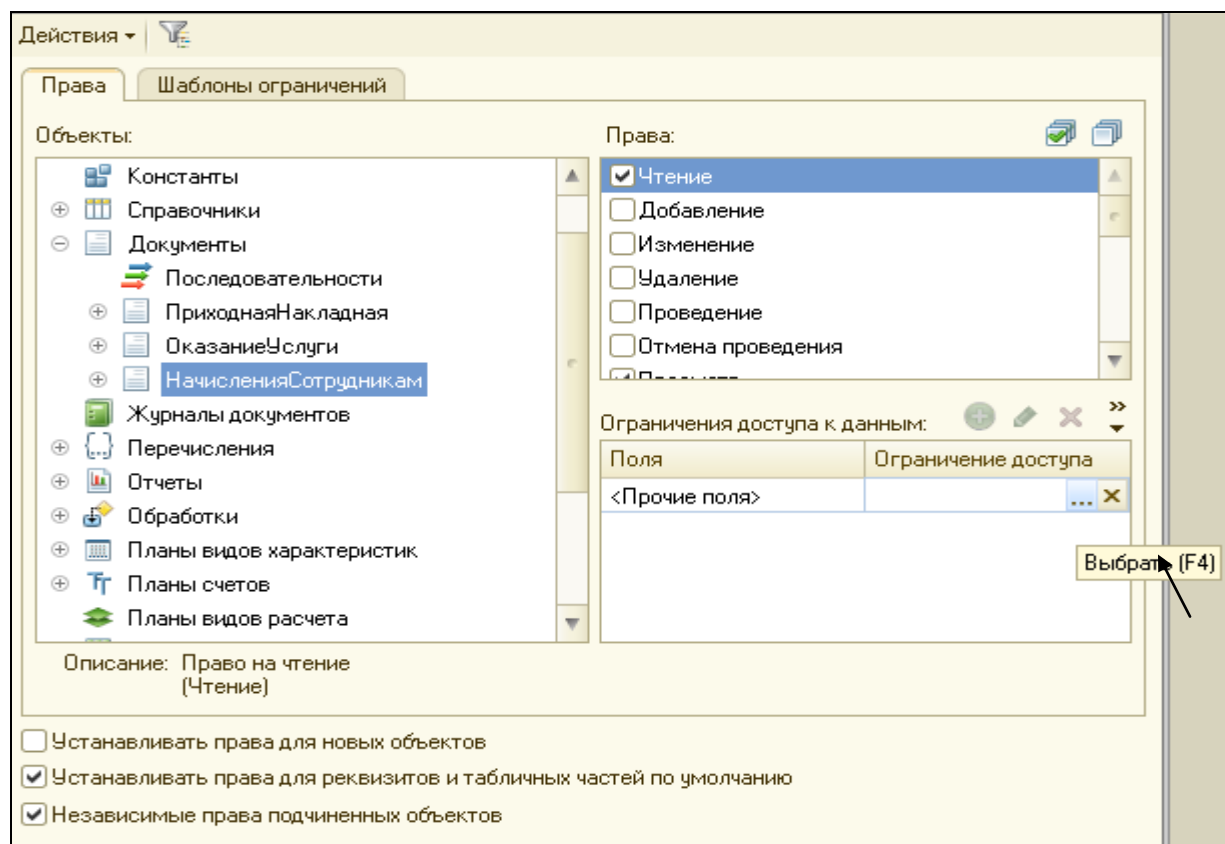 Действия
Права
Шаблоны ограничений
Объекты:
Константы
Справочники
Документы
Последовательности
ПриходнаяНакладная
ОказаниеУслуги
НачисленияСотрудникам
Журналы документов
Перечисления
Отчеты
Обработки
Планы видов характеристик
Планы счетов
Планы видов расчета
Права:
Чтение
Добавление
Изменение
Удаление
Проведение
Отмена проведения
Ограничения доступа к данным:
Поля Ограничение доступа
<Прочие поля> ...
Выбрать (F4)
Описание: Право на чтение
(Чтение)
Устанавливать права для новых объектов
Устанавливать права для реквизитов и табличных частей по умолчанию
Независимые права подчиненных объектов